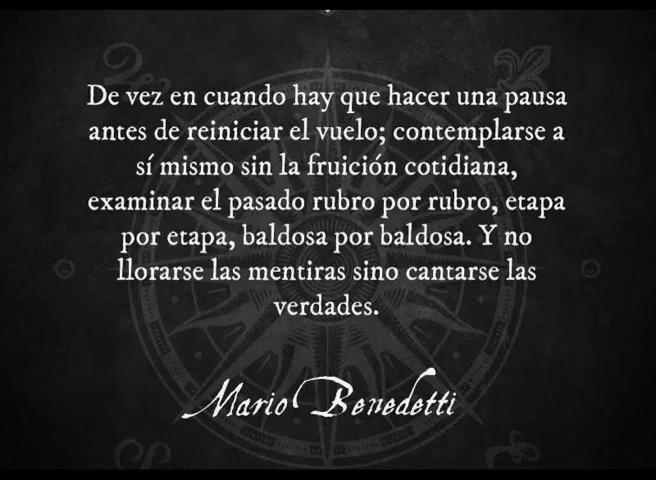 De vez en cuando hay que hacer una pausa
antes de reiniciar el vuelo; contemplarse a
sí mismo sin la fruición cotidiana,
examinar el pasado rubro por rubro, etapa
por etapa, baldosa por baldosa. Y no
llorarse las mentiras sino cantarse las
verdades.
Mario Benedetti